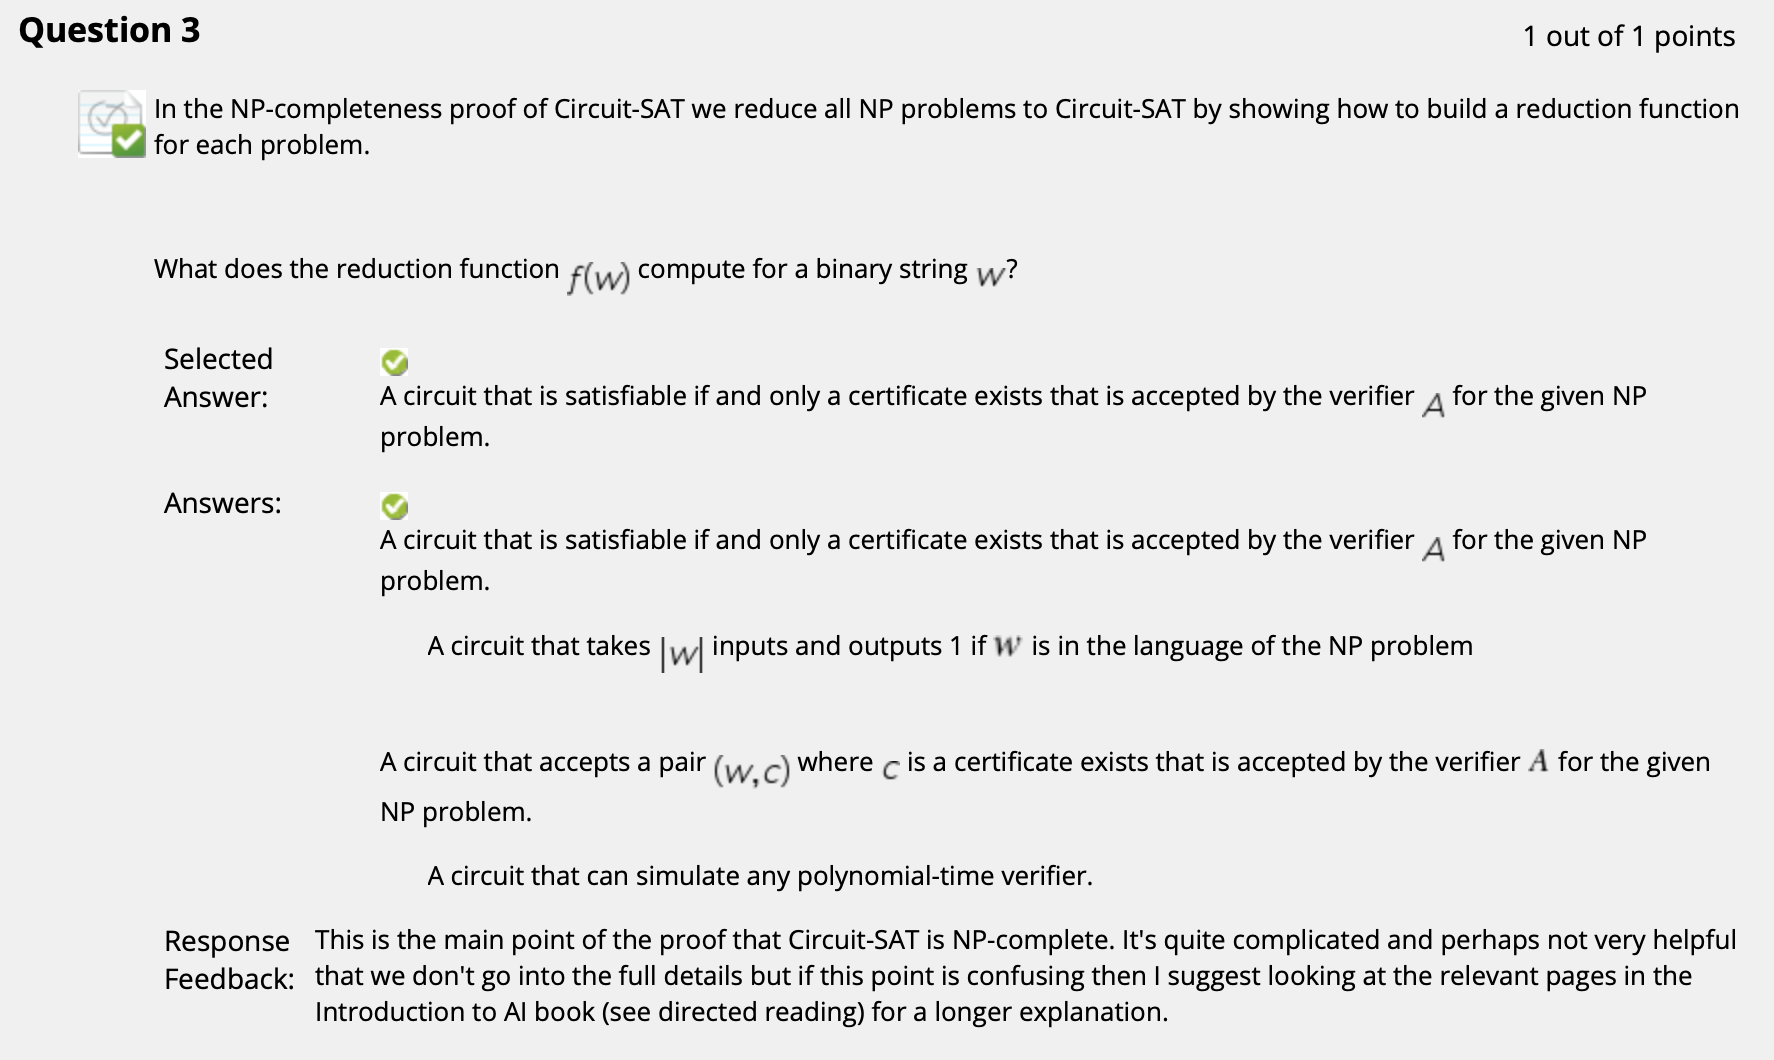 Question 3
1 out of 1 points
In the NP-completeness proof of Circuit-SAT we reduce all NP problems to Circuit-SAT by showing how to build a reduction function
for each problem.
What does the reduction function f(w) compute for a binary string w?
Selected
Answer:
A circuit that is satisfiable if and only a certificate exists that is accepted by the verifier A for the given NP
problem.
Answers:
A circuit that is satisfiable if and only a certificate exists that is accepted by the verifier A for the given NP
problem.
A circuit that takes |w| inputs and outputs 1 if w is in the language of the NP problem
A circuit that accepts a pair (w,c) where c is a certificate exists that is accepted by the verifier A for the given
NP problem.
A circuit that can simulate any polynomial-time verifier.
Response
Feedback:
This is the main point of the proof that Circuit-SAT is NP-complete. It's quite complicated and perhaps not very helpful
that we don't go into the full details but if this point is confusing then I suggest looking at the relevant pages in the
Introduction to AI book (see directed reading) for a longer explanation.